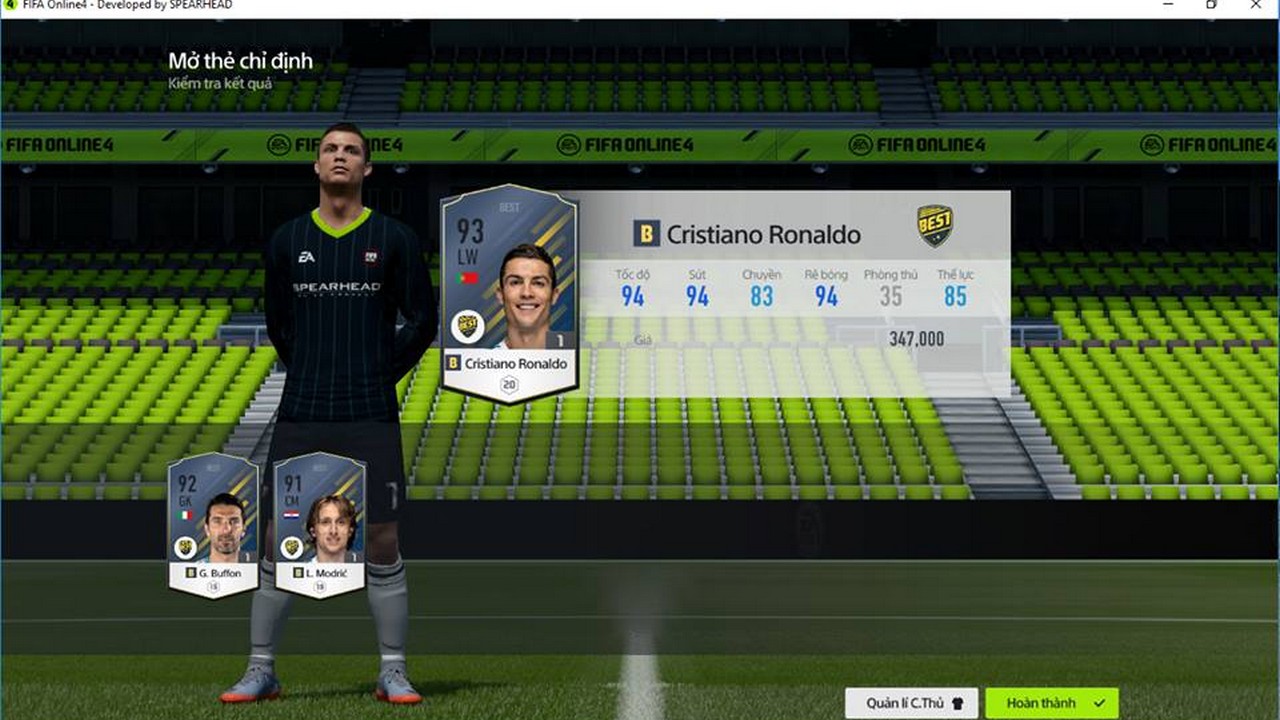 FIFA Online4 - Developed by SPEARHEAD
Mở thẻ chỉ định
Kiểm tra kết quả
FIFA ONLINE4
FIFA ONLINE4
FIFA ONLINE4
FIFA ONLINE4
EA
SPEARHEAD
BEST
93
LW
BEST
1
B Cristiano Ronaldo
20
B Cristiano Ronaldo
BEST
Tốc độ Sút Chuyền Rê bóng Phòng thủ Thể lực
94 94 83 94 35 85
Giá 347,000
BEST
92
GK
1
B G. Buffon
BEST
91
CM
1
B L. Modrić
Quản lí C.Thủ
Hoàn thành